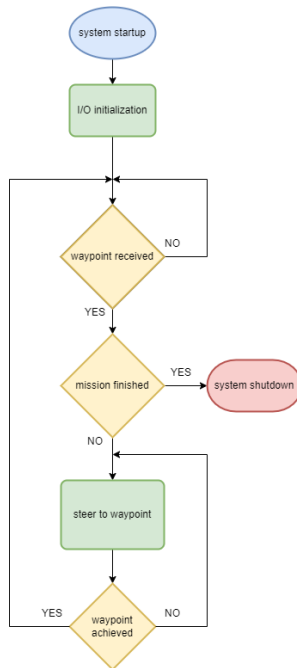 system startup
I/O initialization
waypoint received
NO
YES
mission finished
YES
system shutdown
NO
steer to waypoint
YES
waypoint
achieved
NO